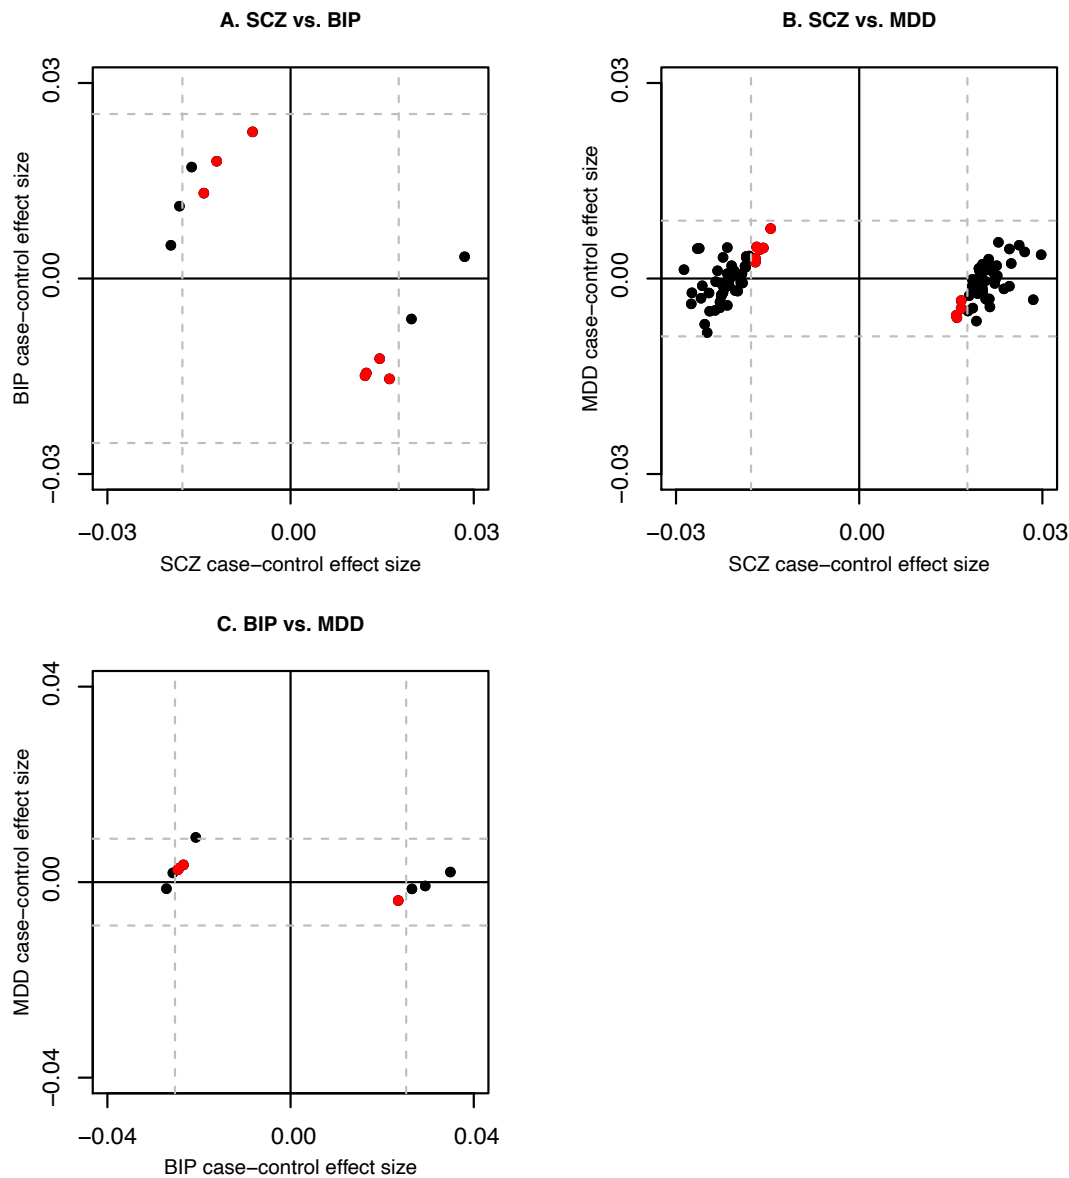 A. SCZ vs. BIP
0.03
0.00
−0.03
BIP case−control effect size
−0.03 0.00 0.03
SCZ case−control effect size
B. SCZ vs. MDD
0.03
0.00
−0.03
MDD case−control effect size
−0.03 0.00 0.03
SCZ case−control effect size
C. BIP vs. MDD
0.04
0.00
−0.04
MDD case−control effect size
−0.04 0.00 0.04
BIP case−control effect size